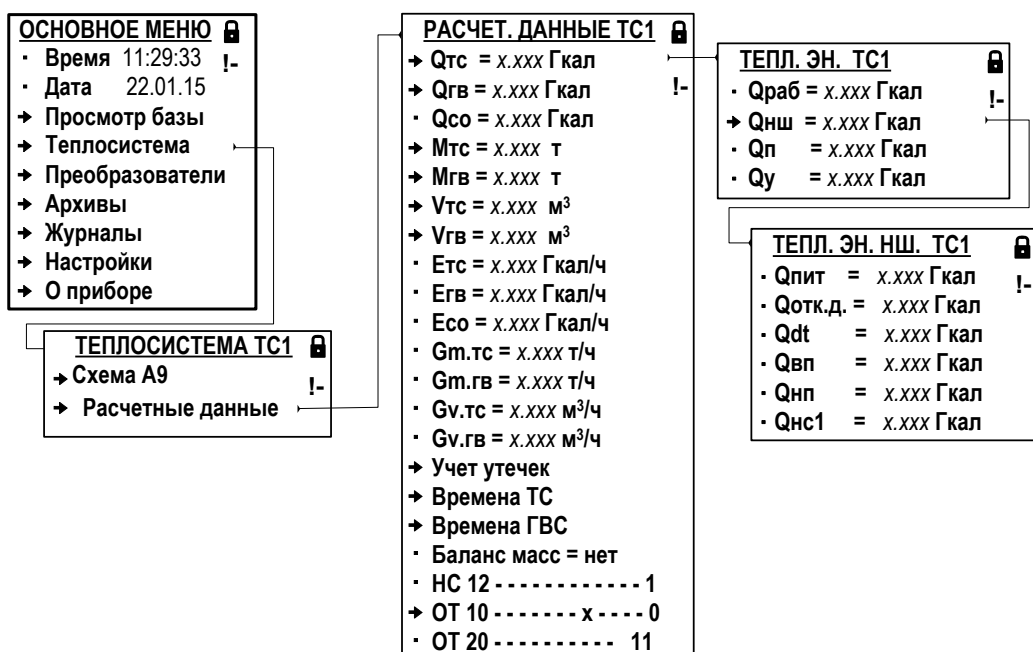 ОСНОВНОЕ МЕНЮ
· Время 11:29:33
!-
· Дата 22.01.15
➔ Просмотр базы
➔ Теплосистема
➔ Преобразователи
➔ Архивы
➔ Журналы
➔ Настройки
➔ О приборе
ТЕПЛОСИСТЕМА ТС1
➔ Схема А9
!-
➔ Расчетные данные
РАСЧЕТ. ДАННЫЕ ТС1
➔ Qтс = x.xxx Гкал
!-
➔ Qгв = x.xxx Гкал
· Qсо = x.xxx Гкал
➔ Мтс = x.xxx т
➔ Мгв = x.xxx т
➔ Vтс = x.xxx м³
➔ Vгв = x.xxx м³
· Етс = x.xxx Гкал/ч
· Егв = x.xxx Гкал/ч
· Есо = x.xxx Гкал/ч
· Gm.тс = x.xxx т/ч
· Gm.гв = x.xxx т/ч
· Gv.тс = x.xxx м³/ч
· Gv.гв = x.xxx м³/ч
➔ Учет утечек
➔ Времена ТС
➔ Времена ГВС
· Баланс масс = нет
· НС 12 - - - - - - - - - - - - 1
➔ ОТ 10 - - - - - - - x - - - - 0
· ОТ 20 - - - - - - - - - - 11
ТЕПЛ. ЭН. ТС1
· Qраб = x.xxx Гкал
!-
➔ Qнш = x.xxx Гкал
· Qп = x.xxx Гкал
· Qу = x.xxx Гкал
ТЕПЛ. ЭН. НШ. ТС1
· Qпит = x.xxx Гкал
!-
· Qотк.д. = x.xxx Гкал
· Qdt = x.xxx Гкал
· Qвп = x.xxx Гкал
· Qнп = x.xxx Гкал
· Qнс1 = x.xxx Гкал